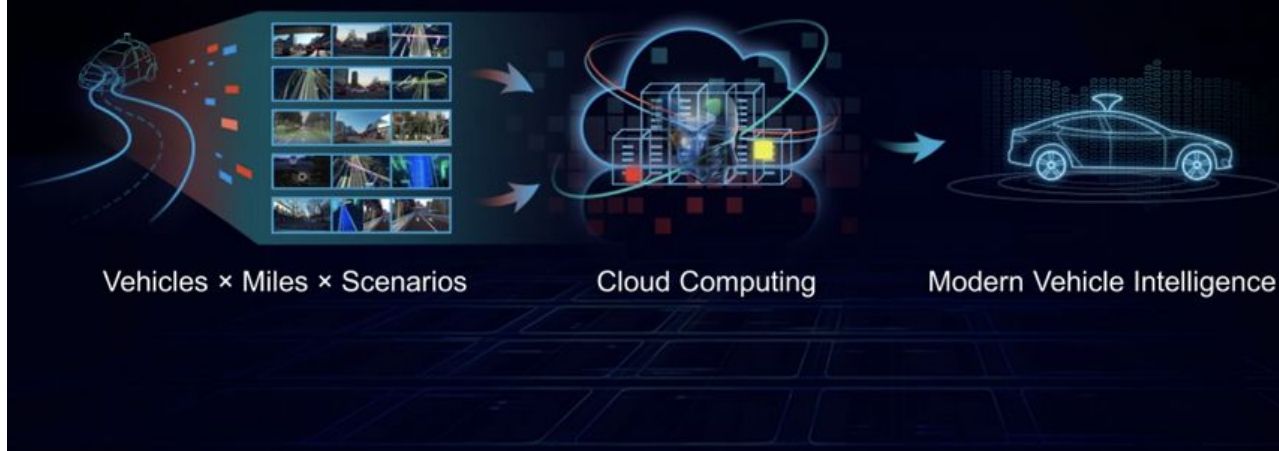 Vehicles × Miles × Scenarios
Cloud Computing
Modern Vehicle Intelligence